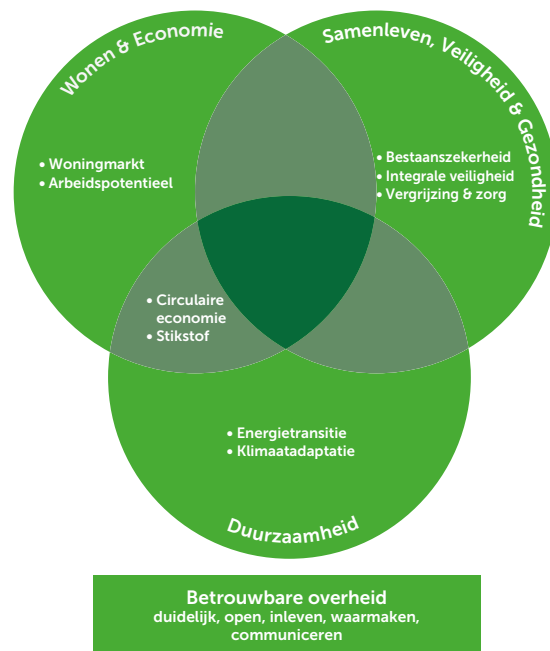 Wonen & Economie
Samenleven, Veiligheid & Gezondheid
• Woningmarkt
• Arbeidspotentieel
• Bestaanszekerheid
• Integrale veiligheid
• Vergrijzing & zorg
• Circulaire
economie
• Stikstof
• Energietransitie
• Klimaatadaptatie
Duurzaamheid
Betrouwbare overheid
duidelijk, open, inleven, waarmaken,
communiceren